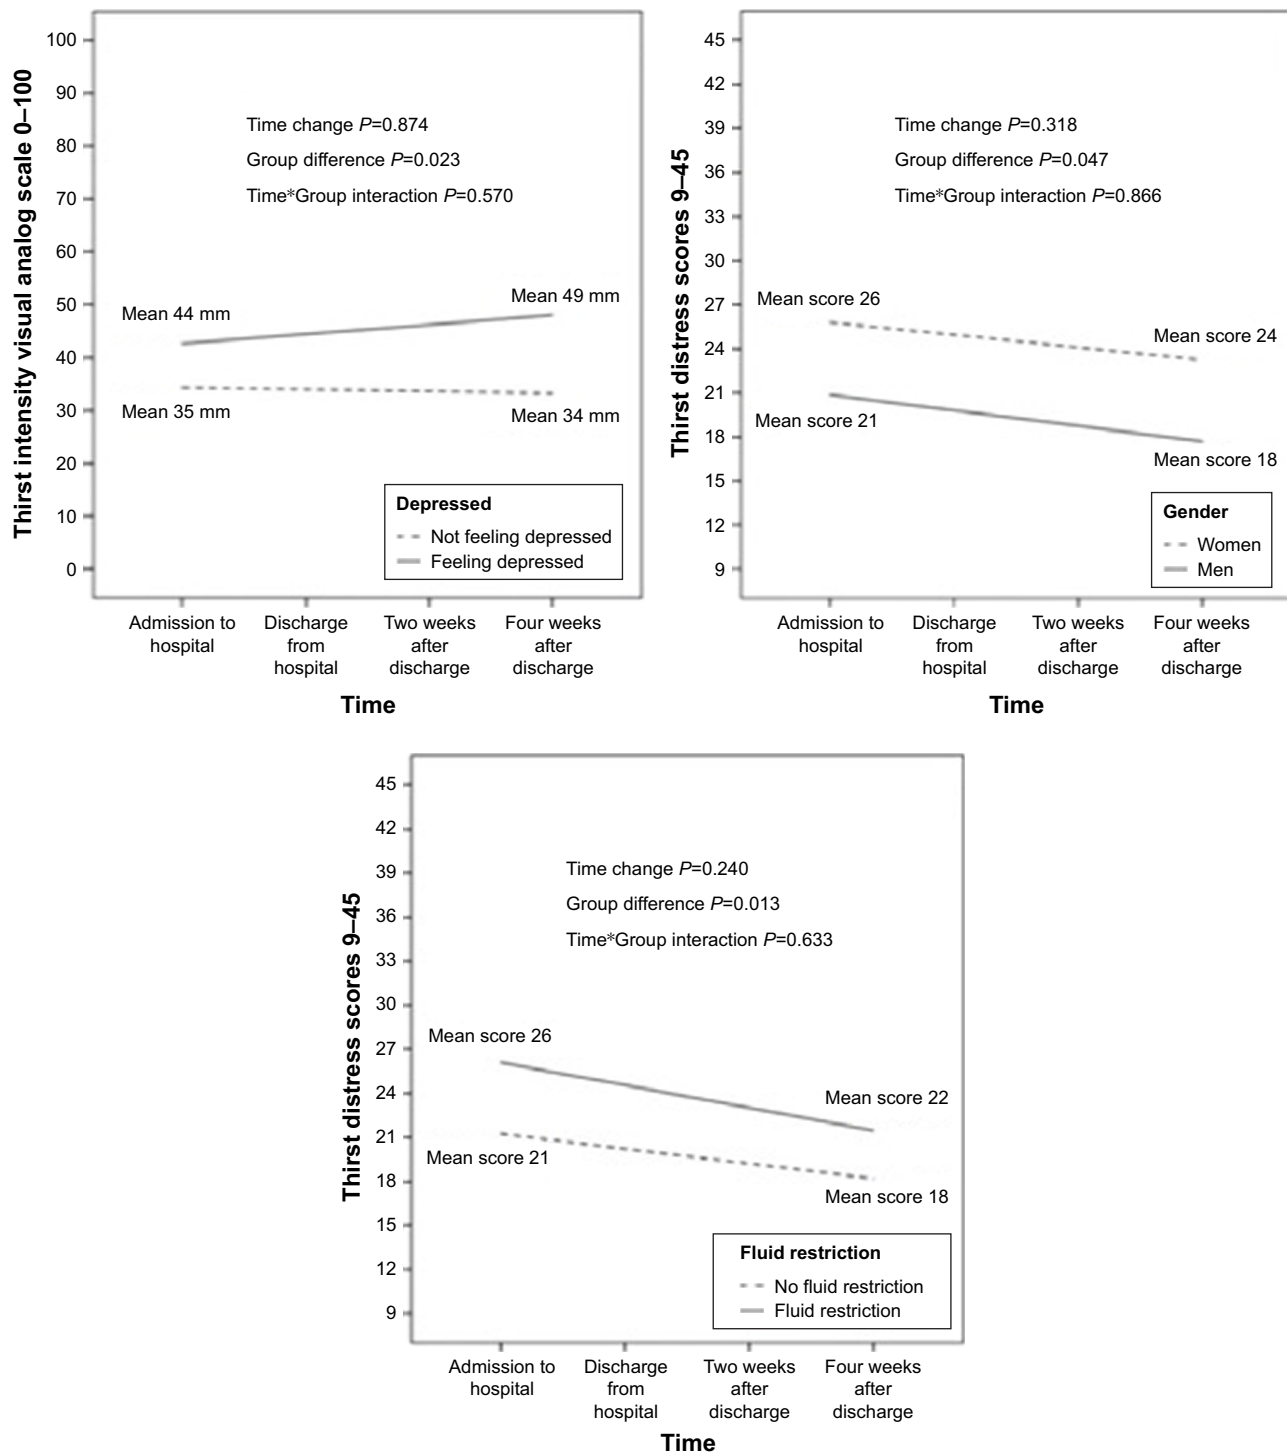 Thirst intensity visual analog scale 0–100
100
90
80
70
60
50
40
30
20
10
0
Time change P=0.874
Group difference P=0.023
Time*Group interaction P=0.570
Mean 44 mm
Mean 49 mm
Mean 35 mm
Mean 34 mm
Depressed
Not feeling depressed
Feeling depressed
Admission to
hospital
Discharge
from
hospital
Two weeks
after
discharge
Four weeks
after
discharge
Time
Thirst distress scores 9–45
45
42
39
36
33
30
27
24
21
18
15
12
9
Time change P=0.318
Group difference P=0.047
Time*Group interaction P=0.866
Mean score 26
Mean score 24
Mean score 21
Mean score 18
Gender
Women
Men
Admission to
hospital
Discharge
from
hospital
Two weeks
after
discharge
Four weeks
after
discharge
Time
Thirst distress scores 9–45
45
42
39
36
33
30
27
24
21
18
15
12
9
Time change P=0.240
Group difference P=0.013
Time*Group interaction P=0.633
Mean score 26
Mean score 22
Mean score 21
Mean score 18
Fluid restriction
No fluid restriction
Fluid restriction
Admission to
hospital
Discharge
from
hospital
Two weeks
after
discharge
Four weeks
after
discharge
Time